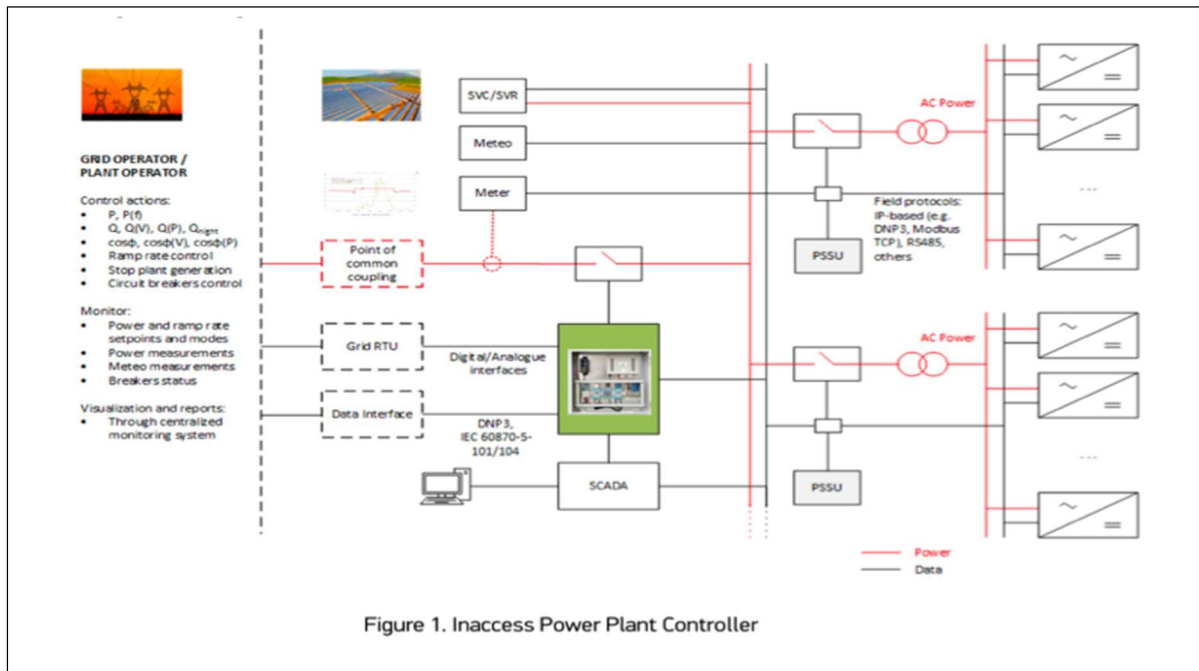 GRID OPERATOR /
PLANT OPERATOR
Control actions:
• P, P(f)
• Q, Q(V), Q(P), Qnight
• cosϕ, cosϕ(V), cosϕ(P)
• Ramp rate control
• Stop plant generation
• Circuit breakers control
Monitor:
• Power and ramp rate
setpoints and modes
• Power measurements
• Meteo measurements
• Breakers status
Visualization and reports:
• Through centralized
monitoring system
SVC/SVR
Meteo
Meter
Point of
common
coupling
Grid RTU
Data Interface
Digital/Analogue
interfaces
DNP3,
IEC 60870-5-
101/104
SCADA
AC Power
Field protocols:
IP-based (e.g.
DNP3, Modbus
TCP), RS485,
others
PSSU
AC Power
PSSU
Power
Data
Figure 1. Inaccess Power Plant Controller